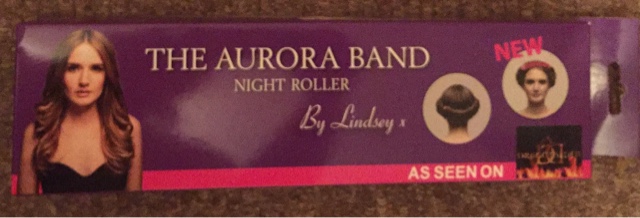 THE AURORA BAND
NEW
NIGHT ROLLER
By Lindsey x
AS SEEN ON